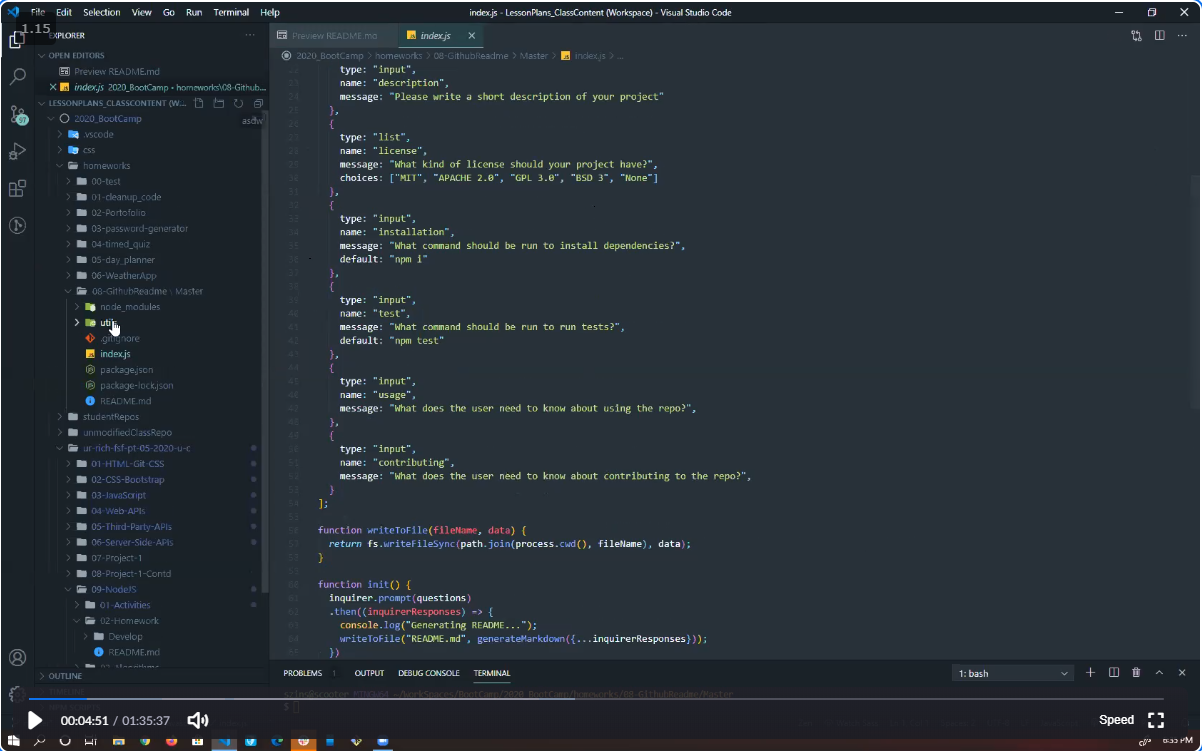 File Edit Selection View Go Run Terminal Help
index.js - LessonPlans_ClassContent (Workspace) - Visual Studio Code
1.15
EXPLORER
OPEN EDITORS
Preview README.md
index.js 2020_BootCamp • homeworks\08-Github...
LESSONPLANS_CLASSCONTENT (W...
2020_BootCamp
asdw
.vscode
css
homeworks
00-test
01-cleanup_code
02-Portofolio
03-password-generator
04-timed_quiz
05-day_planner
06-WeatherApp
08-GithubReadme \ Master
node_modules
utils
.gitignore
index.js
package.json
package-lock.json
README.md
studentRepos
unmodifiedClassRepo
ur-rich-fsf-pt-05-2020-u-c
01-HTML-Git-CSS
02-CSS-Bootstrap
03-JavaScript
04-Web-APIs
05-Third-Party-APIs
06-Server-Side-APIs
07-Project-1
08-Project-1-Contd
09-NodeJS
01-Activities
02-Homework
Develop
README.md
03-Algorithms
OUTLINE
Preview README.md
index.js
2020_BootCamp > homeworks > 08-GithubReadme > Master > index.js > ...
type: "input",
name: "description",
message: "Please write a short description of your project"
},
{
type: "list",
name: "license",
message: "What kind of license should your project have?",
choices: ["MIT", "APACHE 2.0", "GPL 3.0", "BSD 3", "None"]
},
{
type: "input",
name: "installation",
message: "What command should be run to install dependencies?",
default: "npm i"
},
{
type: "input",
name: "test",
message: "What command should be run to run tests?",
default: "npm test"
},
{
type: "input",
name: "usage",
message: "What does the user need to know about using the repo?",
},
{
type: "input",
name: "contributing",
message: "What does the user need to know about contributing to the repo?",
}
];
function writeToFile(fileName, data) {
return fs.writeFileSync(path.join(process.cwd(), fileName), data);
}
function init() {
inquirer.prompt(questions)
.then((inquirerResponses) => {
console.log("Generating README...");
writeToFile("README.md", generateMarkdown({...inquirerResponses}));
})
PROBLEMS 1 OUTPUT DEBUG CONSOLE TERMINAL
1: bash
~/workSpaces/BootCamp/2020_BootCamp/homeworks/08-GithubReadme/Master
$
00:04:51 / 01:35:37
Speed
6:35 PM